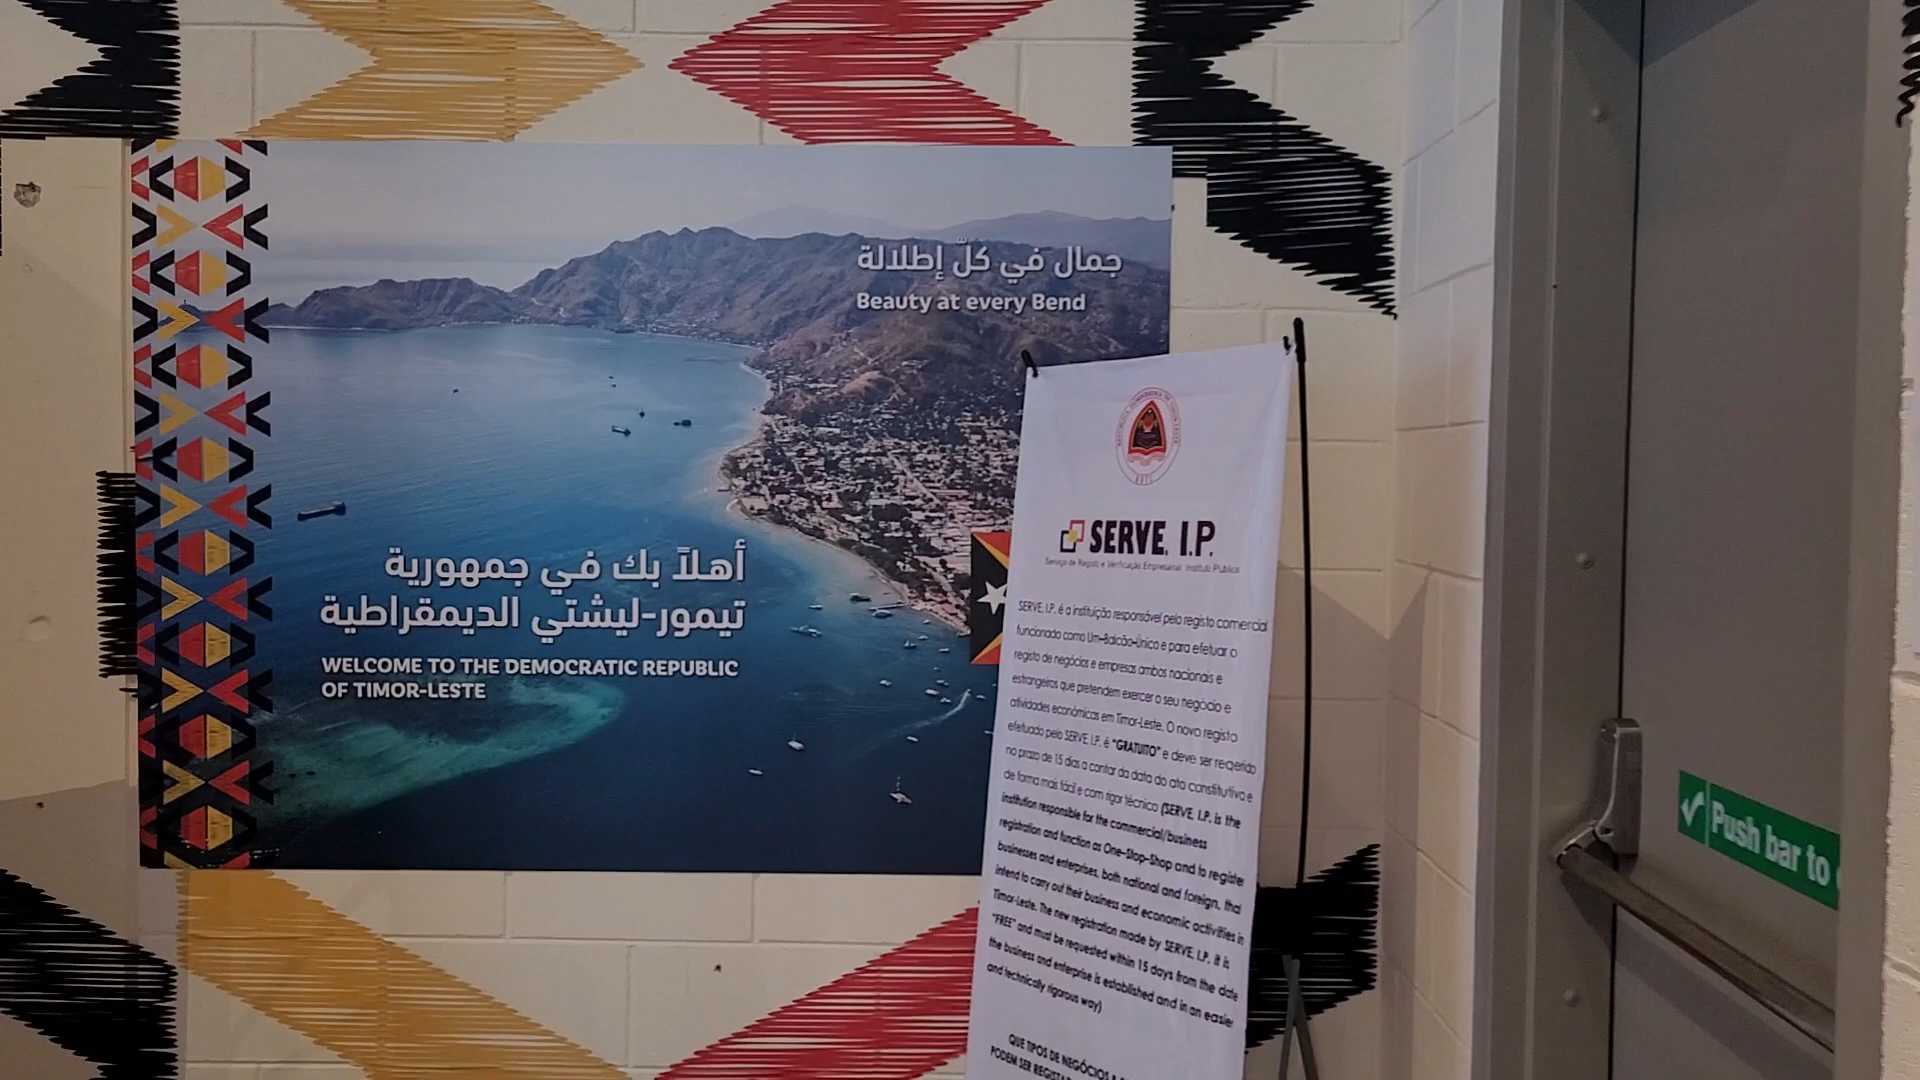 جمال في كلّ إطلالة
Beauty at every Bend
أهلاً بك في جمهورية
تيمور-ليشتي الديمقراطية
WELCOME TO THE DEMOCRATIC REPUBLIC
OF TIMOR-LESTE
SERVE, I.P.
Serviço de Registo e Verificação Empresarial, Instituto Público
SERVE, I.P. é a instituição responsável pelo registo comercial
funcionado como Um-Balcão-Único e para efetuar o
registo de negócios e empresas ambos nacionais e
estrangeiros que pretendem exercer o seu negócio e
atividades económicas em Timor-Leste. O novo registo
efetuado pelo SERVE, I.P. é "GRATUITO" e deve ser reqerido
no prazo de 15 dias a contar da data do ato constitutivo e
de forma mais fácil e com rigor técnico (SERVE, I.P. is the
institution responsible for the commercial/business
registration and function as One-Stop-Shop and to register
businesses and enterprises, both national and foreign, that
intend to carry out their business and economic activities in
Timor-Leste. The new registration made by SERVE, I.P. it is
"FREE" and must be requested within 15 days from the date
the business and enterprise is established and in an easier
and technically rigorous way)
QUE TIPOS DE NEGÓCIOS
PODEM SER
Push bar to